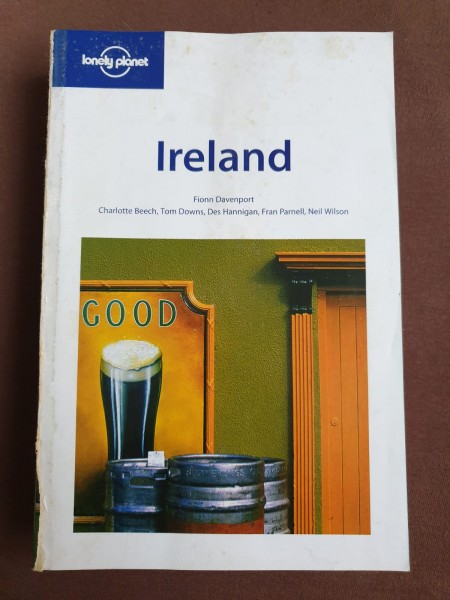 lonely planet
Ireland
Fionn Davenport
Charlotte Beech, Tom Downs, Des Hannigan, Fran Parnell, Neil Wilson
GOOD